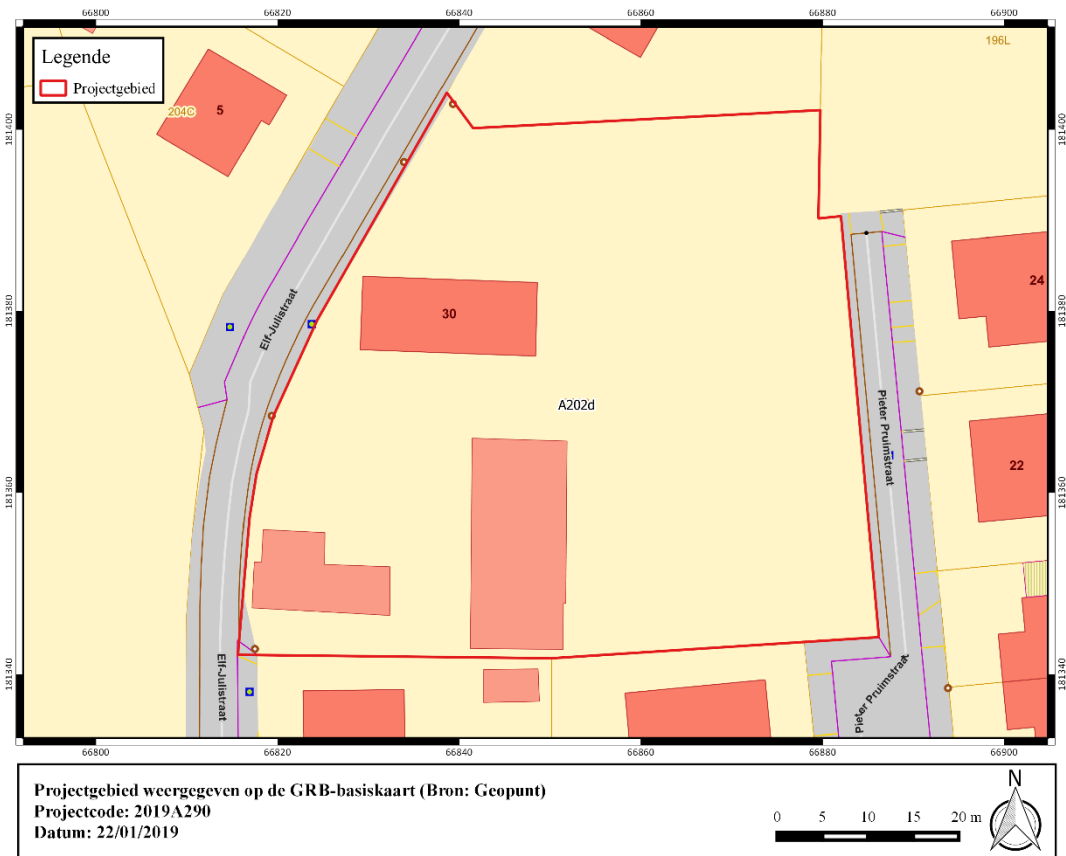 66800 66820 66840 66860 66880 66900
Legende
Projectgebied
196L
204C
5
181400
181400
24
181380
181380
Elf-Julistraat
30
A202d
Pieter Pruimstraat
22
181360
181360
Elf-Julistraat
Pieter Pruimstraat
181340
181340
66800 66820 66840 66860 66880 66900
Projectgebied weergegeven op de GRB-basiskaart (Bron: Geopunt)
Projectcode: 2019A290
Datum: 22/01/2019
0 5 10 15 20 m
N